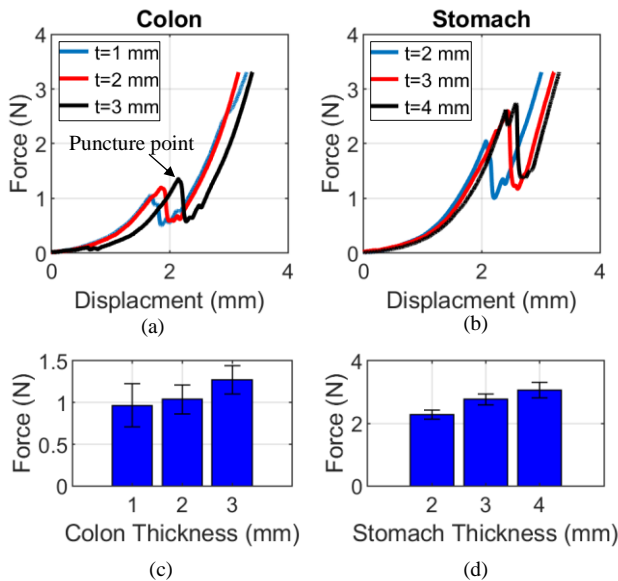 Colon
4
3
2
1
0
Force (N)
t=1 mm
t=2 mm
t=3 mm
Puncture point
0
2
4
Displacment (mm)
(a)
Stomach
4
3
2
1
0
Force (N)
t=2 mm
t=3 mm
t=4 mm
0
2
4
Displacment (mm)
(b)
1.5
1
0.5
0
Force (N)
1
2
3
Colon Thickness (mm)
(c)
4
2
0
Force (N)
2
3
4
Stomach Thickness (mm)
(d)